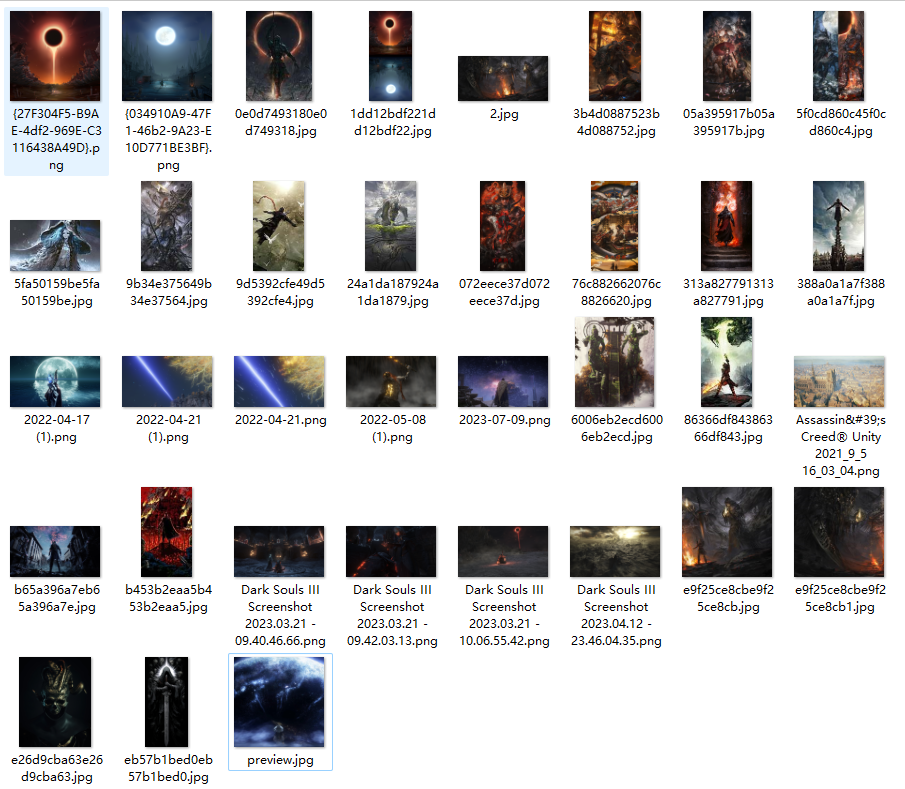 {27F304F5-B9A
E-4df2-969E-C3
116438A49D}.p
ng
{034910A9-47F
1-46b2-9A23-E
10D771BE3BF}.
png
0e0d7493180e0
d749318.jpg
1dd12bdf221d
d12bdf22.jpg
2.jpg
3b4d0887523b
4d088752.jpg
05a395917b05a
395917b.jpg
5f0cd860c45f0c
d860c4.jpg
5fa50159be5fa
50159be.jpg
9b34e375649b
34e37564.jpg
9d5392cfe49d5
392cfe4.jpg
24a1da187924a
1da1879.jpg
072eece37d072
eece37d.jpg
76c882662076c
8826620.jpg
313a827791313
a827791.jpg
388a0a1a7f388
a0a1a7f.jpg
2022-04-17
(1).png
2022-04-21
(1).png
2022-04-21.png
2022-05-08
(1).png
2023-07-09.png
6006eb2ecd600
6eb2ecd.jpg
86366df843863
66df843.jpg
Assassin&#39;s
Creed® Unity
2021_9_5
16_03_04.png
b65a396a7eb6
5a396a7e.jpg
b453b2eaa5b4
53b2eaa5.jpg
Dark Souls III
Screenshot
2023.03.21 -
09.40.46.66.png
Dark Souls III
Screenshot
2023.03.21 -
09.42.03.13.png
Dark Souls III
Screenshot
2023.03.21 -
10.06.55.42.png
Dark Souls III
Screenshot
2023.04.12 -
23.46.04.35.png
e9f25ce8cbe9f2
5ce8cb.jpg
e9f25ce8cbe9f2
5ce8cb1.jpg
e26d9cba63e26
d9cba63.jpg
eb57b1bed0eb
57b1bed0.jpg
preview.jpg